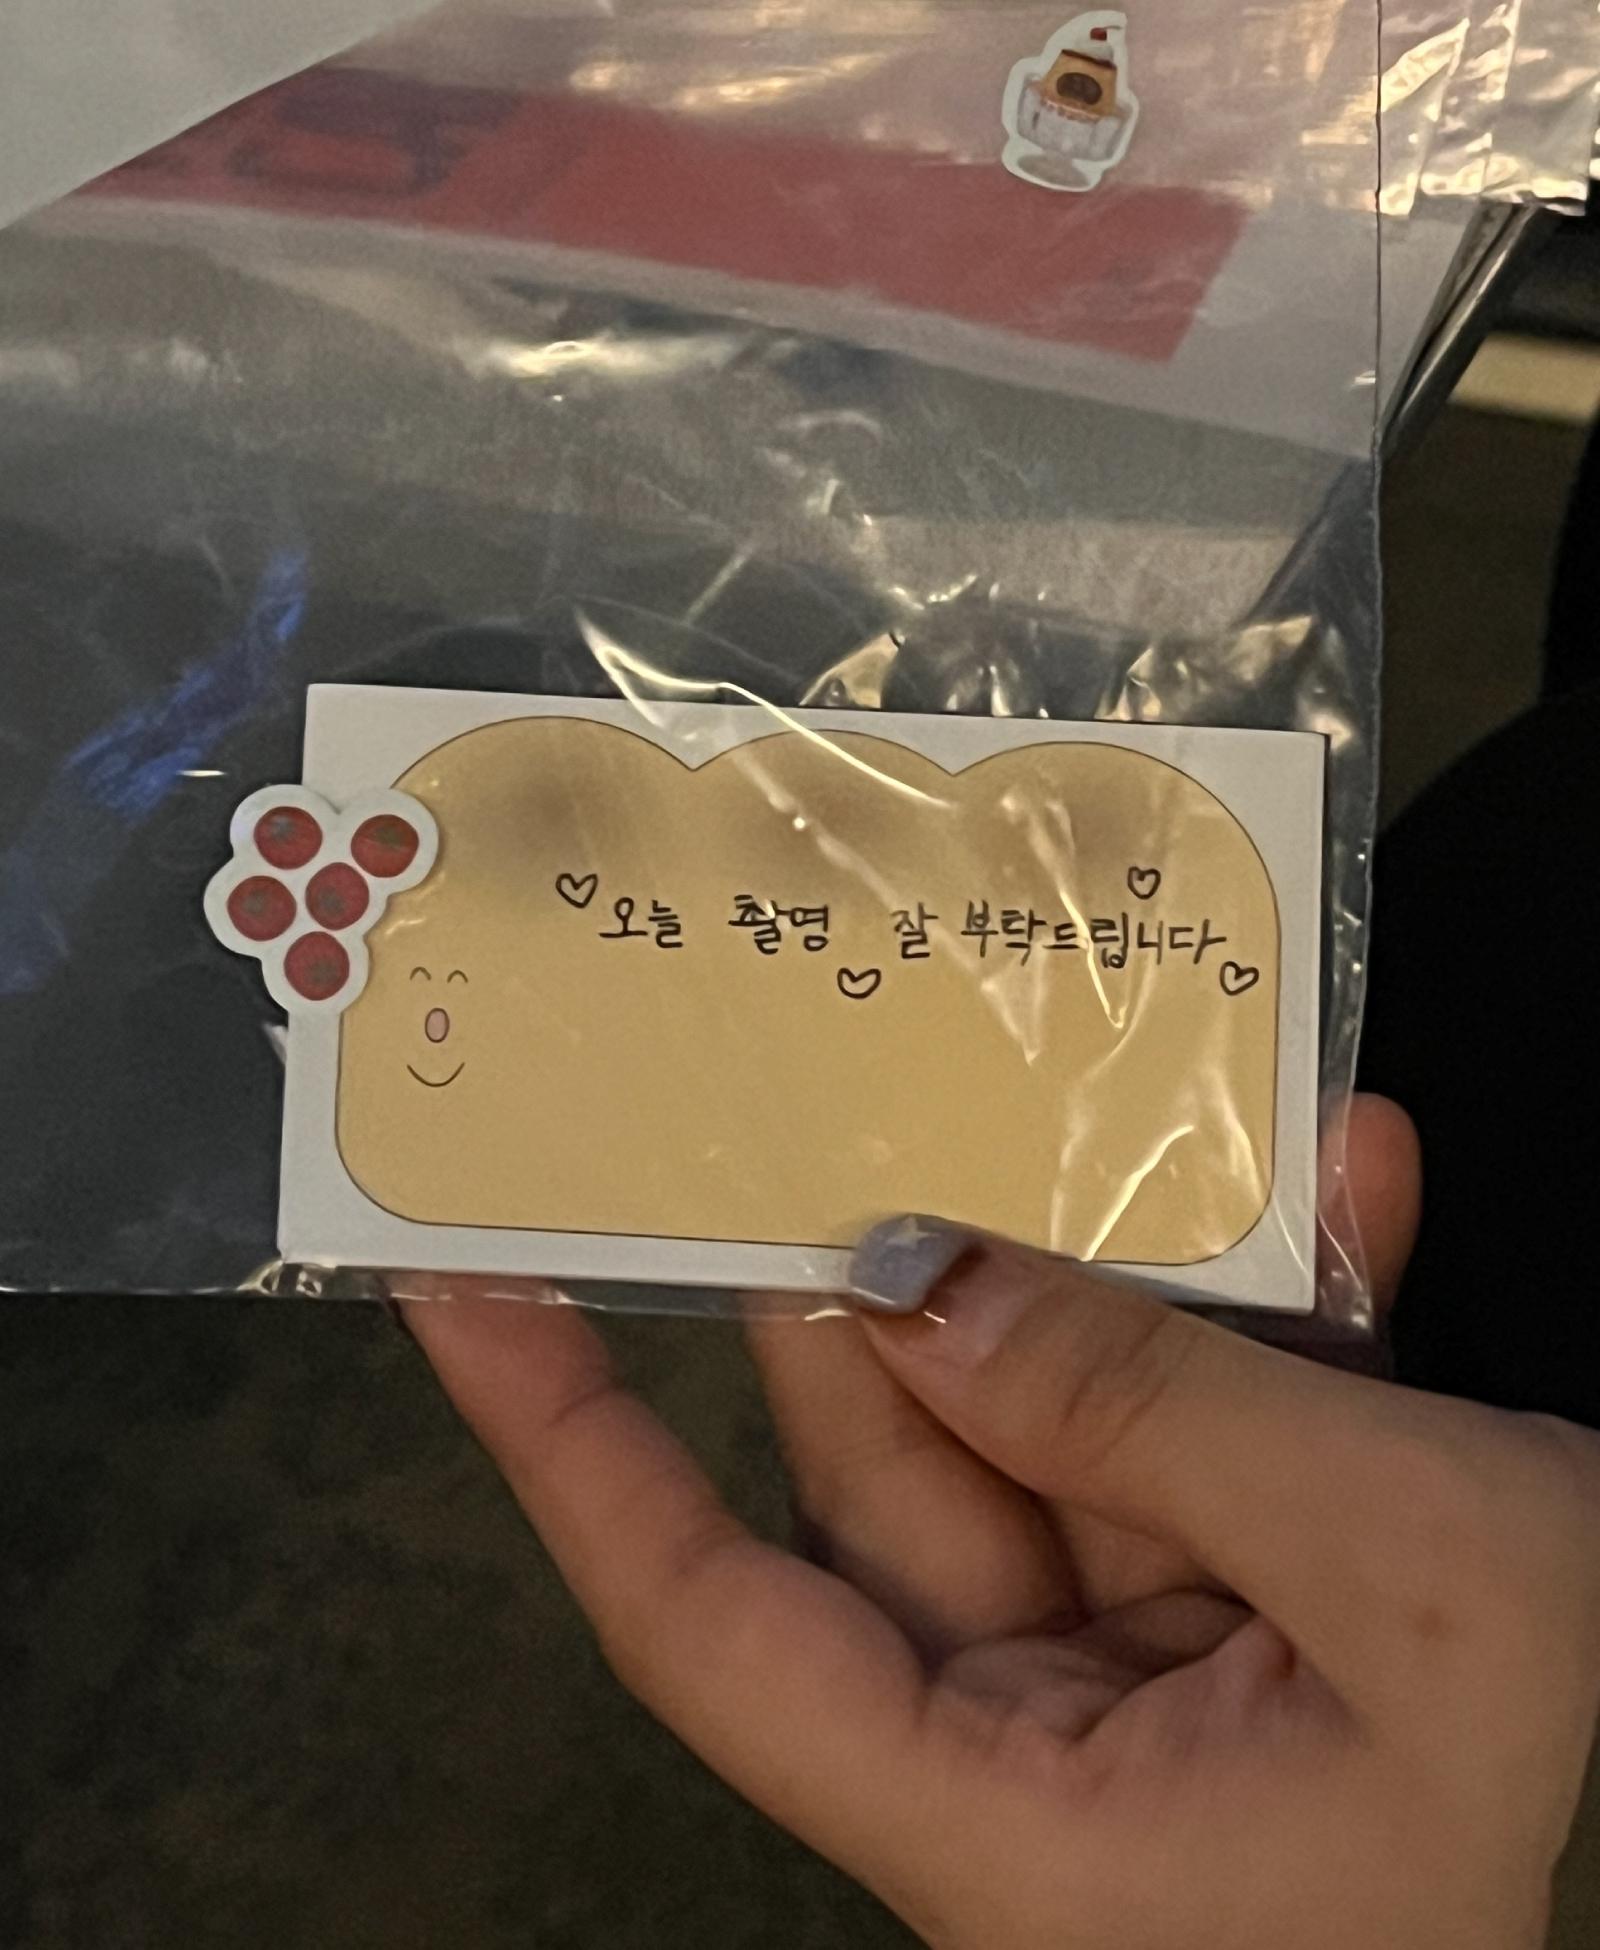 오늘 촬영 잘 부탁드립니다